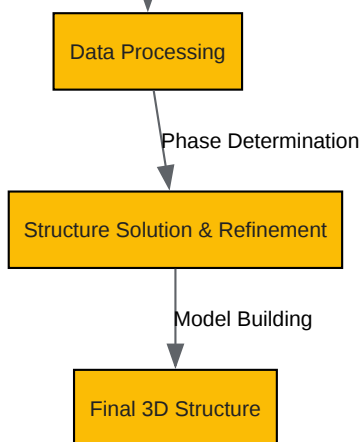 Data Processing
Phase Determination
Structure Solution & Refinement
Model Building
Final 3D Structure